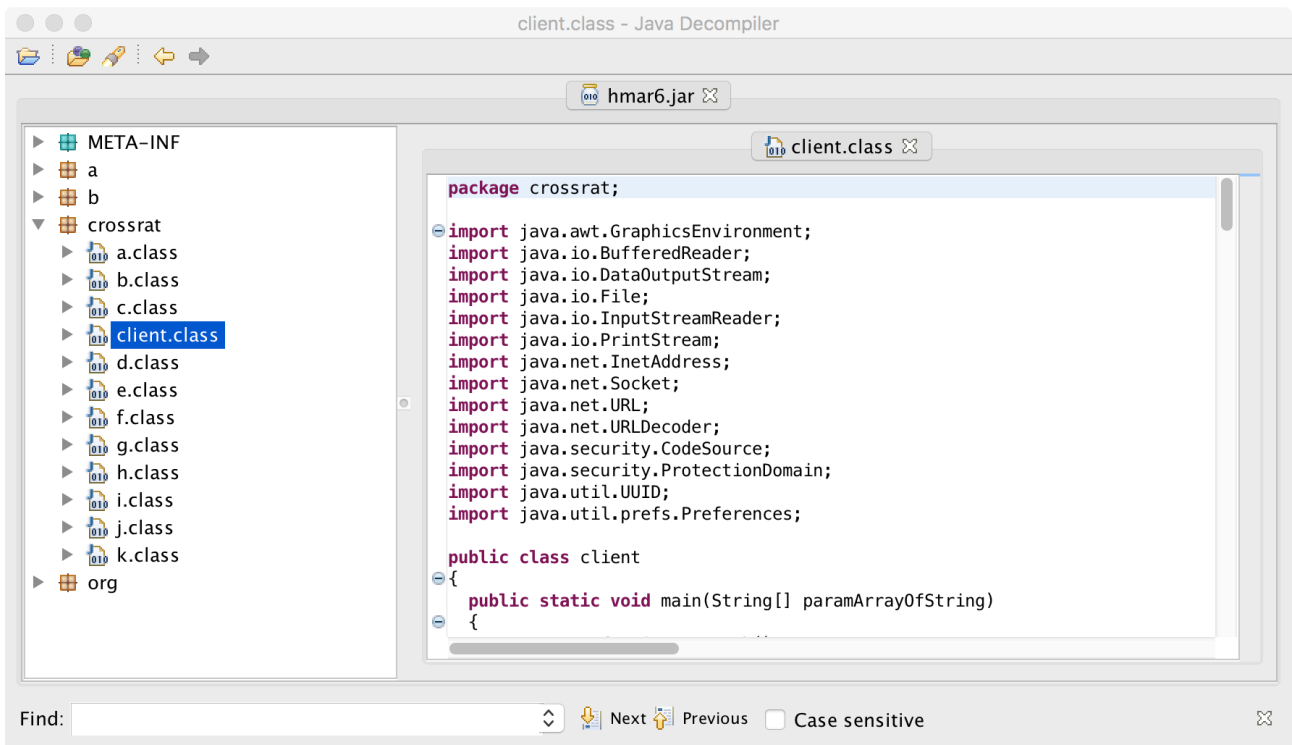 client.class - Java Decompiler
hmar6.jar
META-INF
a
b
crossrat
a.class
b.class
c.class
client.class
d.class
e.class
f.class
g.class
h.class
i.class
j.class
k.class
org
client.class
package crossrat;
import java.awt.GraphicsEnvironment;
import java.io.BufferedReader;
import java.io.DataOutputStream;
import java.io.File;
import java.io.InputStreamReader;
import java.io.PrintStream;
import java.net.InetAddress;
import java.net.Socket;
import java.net.URL;
import java.net.URLDecoder;
import java.security.CodeSource;
import java.security.ProtectionDomain;
import java.util.UUID;
import java.util.prefs.Preferences;
public class client
{
public static void main(String[] paramArrayOfString)
{
Find: Next Previous Case sensitive